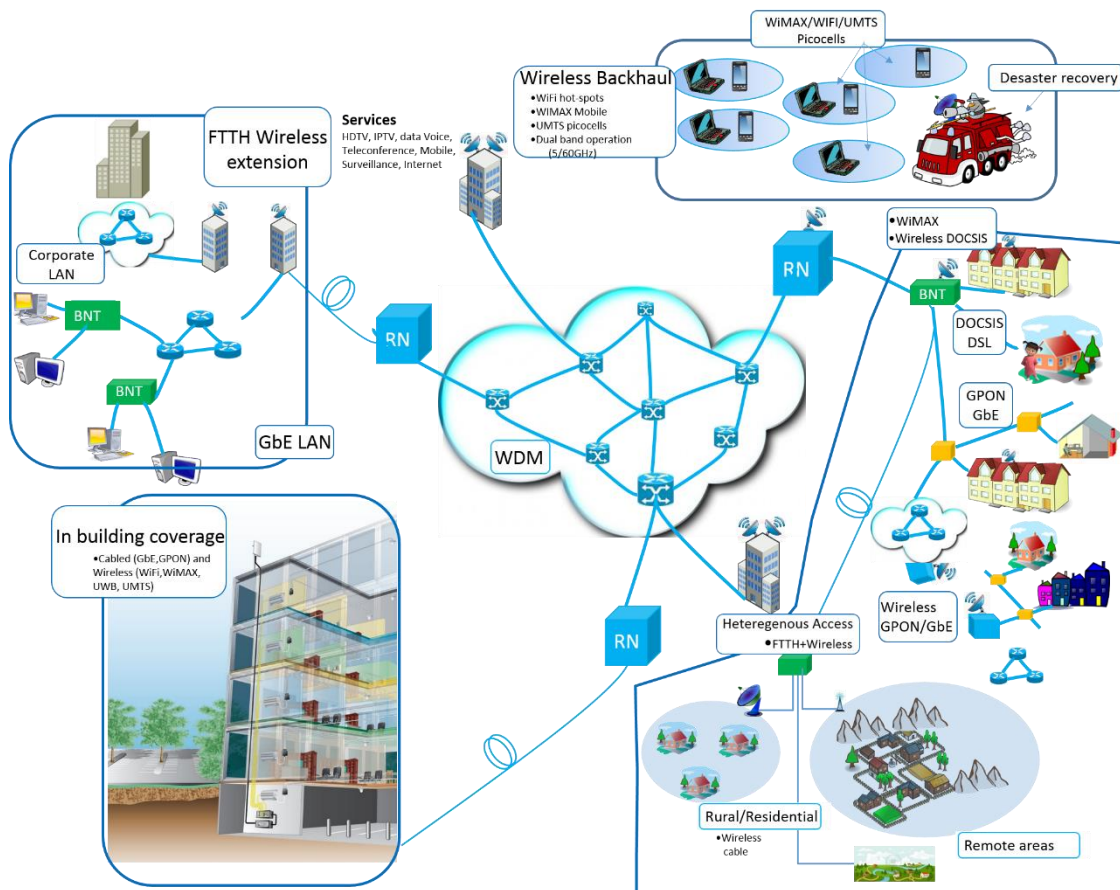 WiMAX/WIFI/UMTS
Picocells
Wireless Backhaul
•WiFi hot-spots
•WIMAX Mobile
•UMTS picocells
•Dual band operation
(5/60GHz)
Desaster recovery
FTTH Wireless
extension
Services
HDTV, IPTV, data Voice,
Teleconference, Mobile,
Surveillance, Internet
Corporate
LAN
BNT
BNT
GbE LAN
RN
RN
•WiMAX
•Wireless DOCSIS
BNT
DOCSIS
DSL
GPON
GbE
WDM
In building coverage
•Cabled (GbE,GPON) and
Wireless (WiFi,WiMAX,
UWB, UMTS)
RN
Heteregenous Access
•FTTH+Wireless
Wireless
GPON/GbE
Rural/Residential
•Wireless
cable
Remote areas